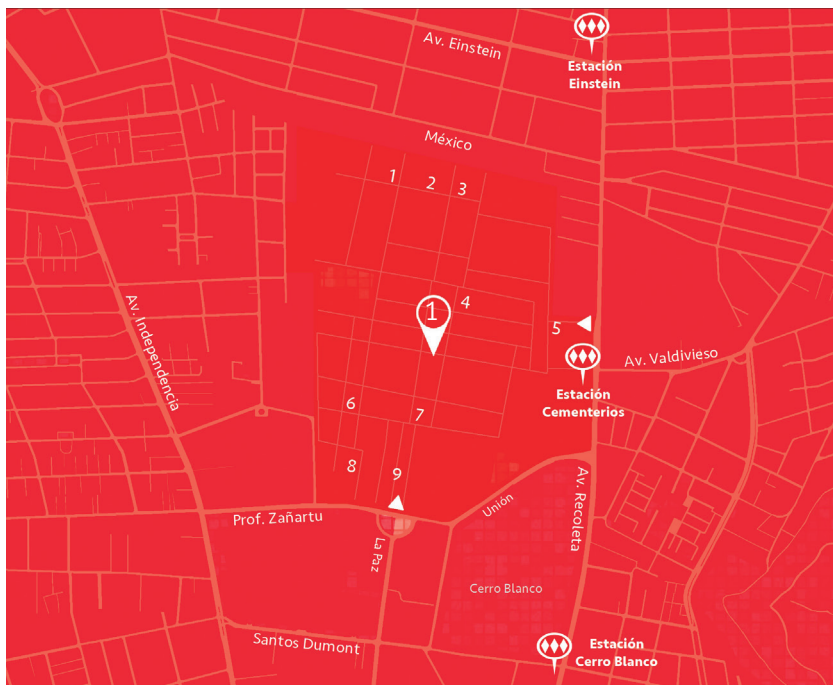 Av. Einstein
Estación
Einstein
México
1
2
3
4
1
5
Av. Independencia
Av. Valdivieso
Estación
Cementerios
6
7
8
9
Av. Recoleta
Unión
Prof. Zañartu
La Paz
Cerro Blanco
Santos Dumont
Estación
Cerro Blanco